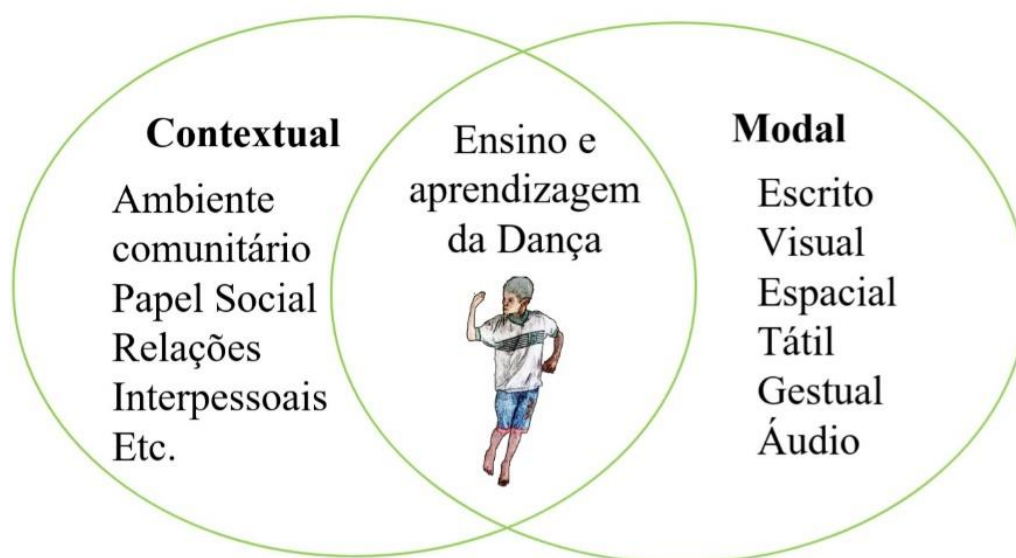 Contextual
Ambiente
comunitário
Papel Social
Relações
Interpessoais
Etc.
Ensino e
aprendizagem
da Dança
Modal
Escrito
Visual
Espacial
Tátil
Gestual
Áudio